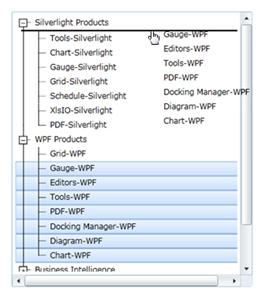 Silverlight Products
Tools-Silverlight
Chart-Silverlight
Gauge-Silverlight
Grid-Silverlight
Schedule-Silverlight
XlsIO-Silverlight
PDF-Silverlight
Gauge-WPF
Editors-WPF
Tools-WPF
PDF-WPF
Docking Manager-WPF
Diagram-WPF
Chart-WPF
WPF Products
Grid-WPF
Gauge-WPF
Editors-WPF
Tools-WPF
PDF-WPF
Docking Manager-WPF
Diagram-WPF
Chart-WPF
Business Intelligence